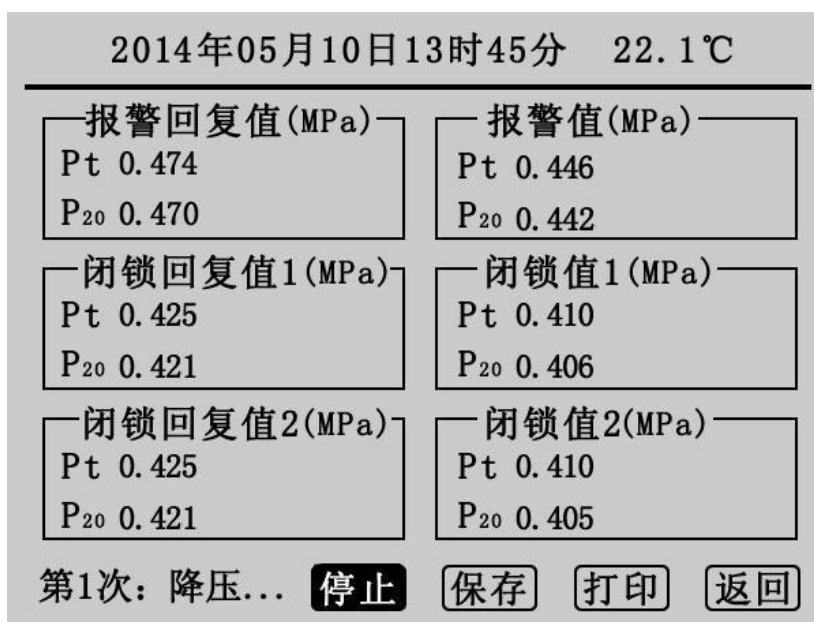 2014年05月10日13时45分 22.1℃
报警回复值(MPa) 报警值(MPa)
Pt 0.474 Pt 0.446
P₂₀ 0.470 P₂₀ 0.442
闭锁回复值1(MPa) 闭锁值1(MPa)
Pt 0.425 Pt 0.410
P₂₀ 0.421 P₂₀ 0.406
闭锁回复值2(MPa) 闭锁值2(MPa)
Pt 0.425 Pt 0.410
P₂₀ 0.421 P₂₀ 0.405
第1次：降压... 停止 保存 打印 返回